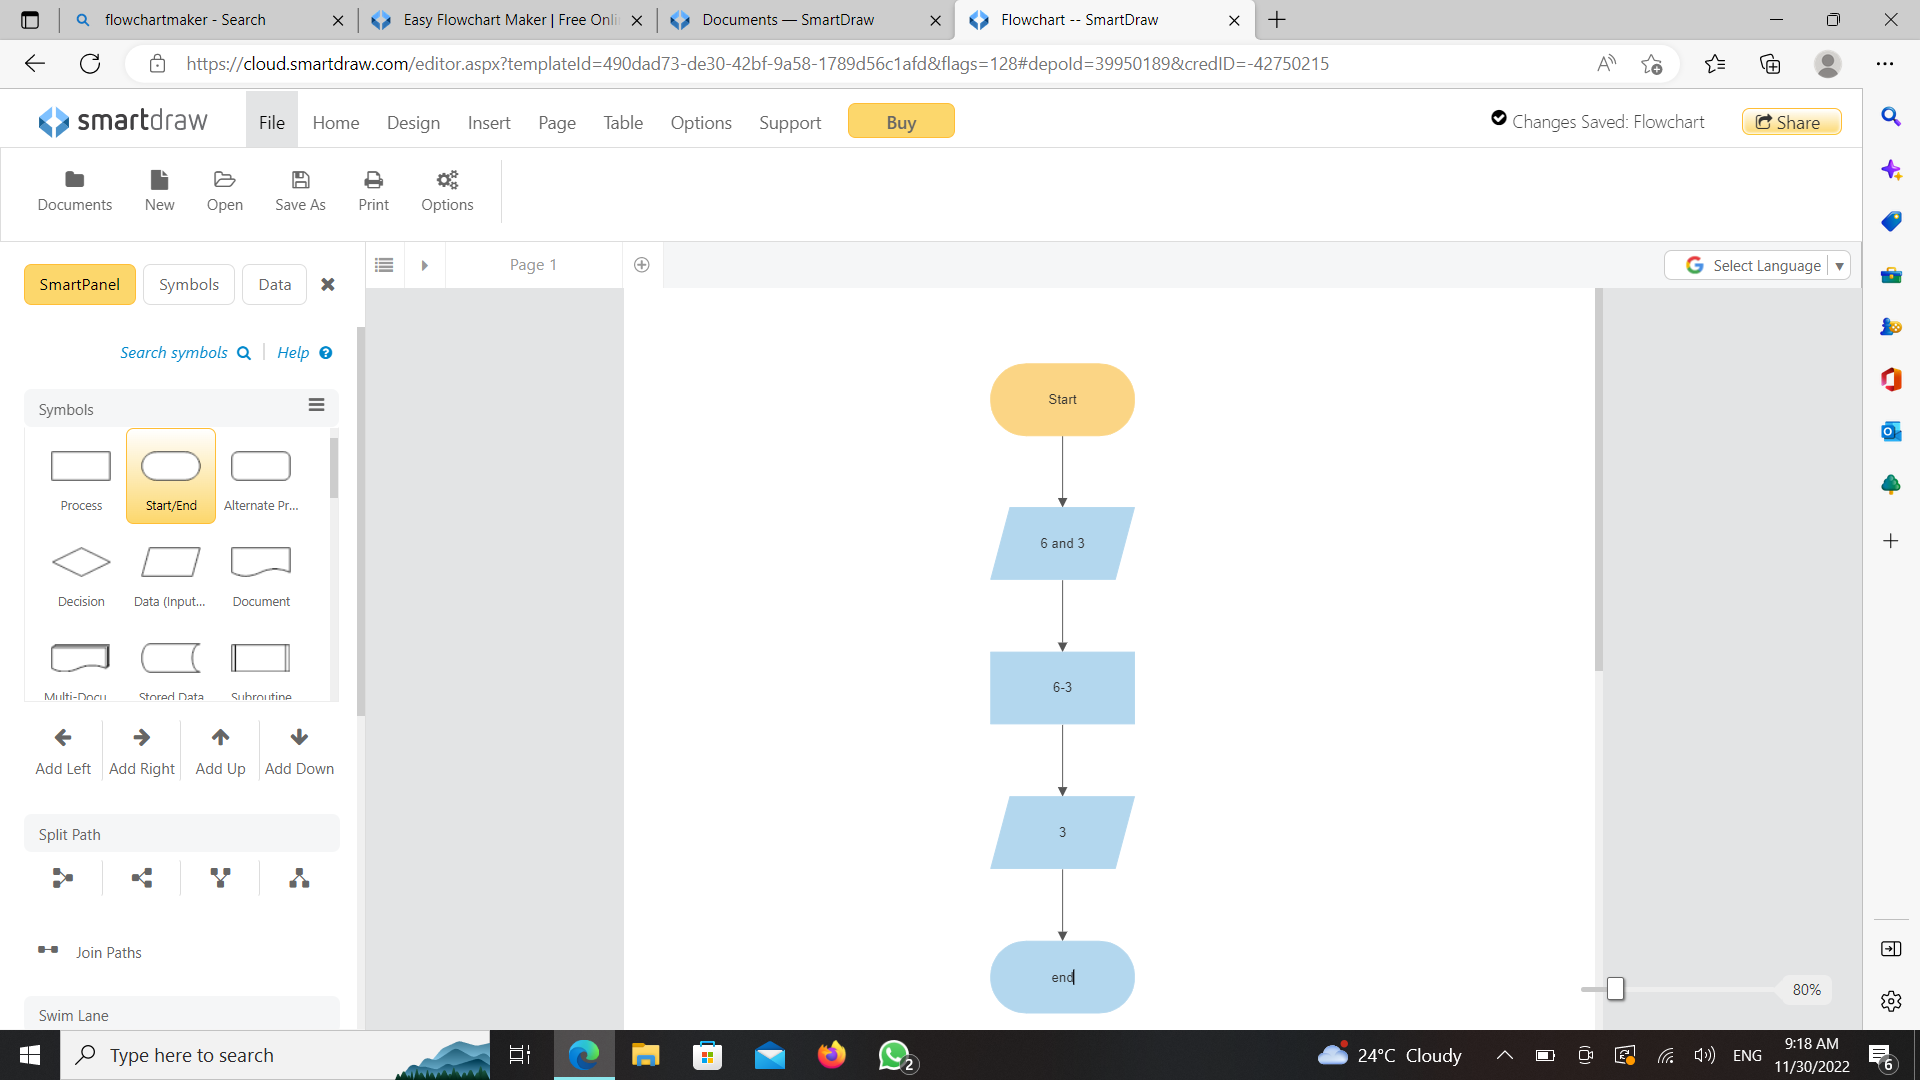 flowchartmaker - Search
Easy Flowchart Maker | Free Onli
Documents — SmartDraw
Flowchart -- SmartDraw
https://cloud.smartdraw.com/editor.aspx?templateId=490dad73-de30-42bf-9a58-1789d56c1afd&flags=128#depoId=39950189&credID=-42750215
smartdraw
File
Home
Design
Insert
Page
Table
Options
Support
Buy
Changes Saved: Flowchart
Share
Documents
New
Open
Save As
Print
Options
SmartPanel
Symbols
Data
Page 1
Select Language
Search symbols
Help
Symbols
Process
Start/End
Alternate Pr...
Decision
Data (Input...
Document
Multi-Docu
Stored Data
Subroutine
Add Left
Add Right
Add Up
Add Down
Split Path
Join Paths
Swim Lane
Start
6 and 3
6-3
3
end
80%
Type here to search
2
24°C Cloudy
ENG
9:18 AM
11/30/2022
6